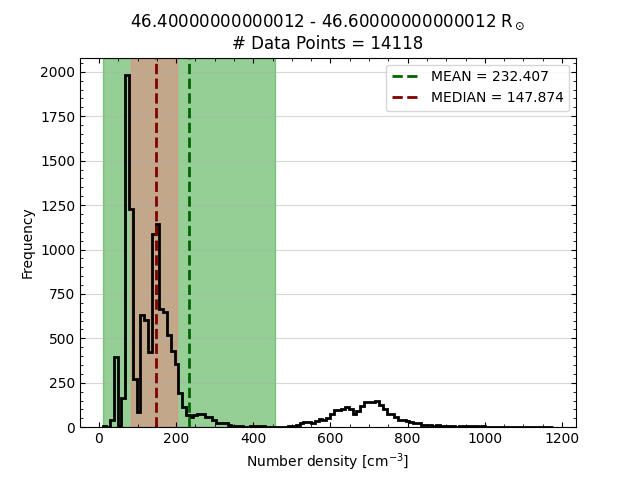 46.40000000000012 - 46.60000000000012 R⊙
# Data Points = 14118
MEAN = 232.407
MEDIAN = 147.874
Frequency
2000
1750
1500
1250
1000
750
500
250
0
0 200 400 600 800 1000 1200
Number density [cm⁻³]